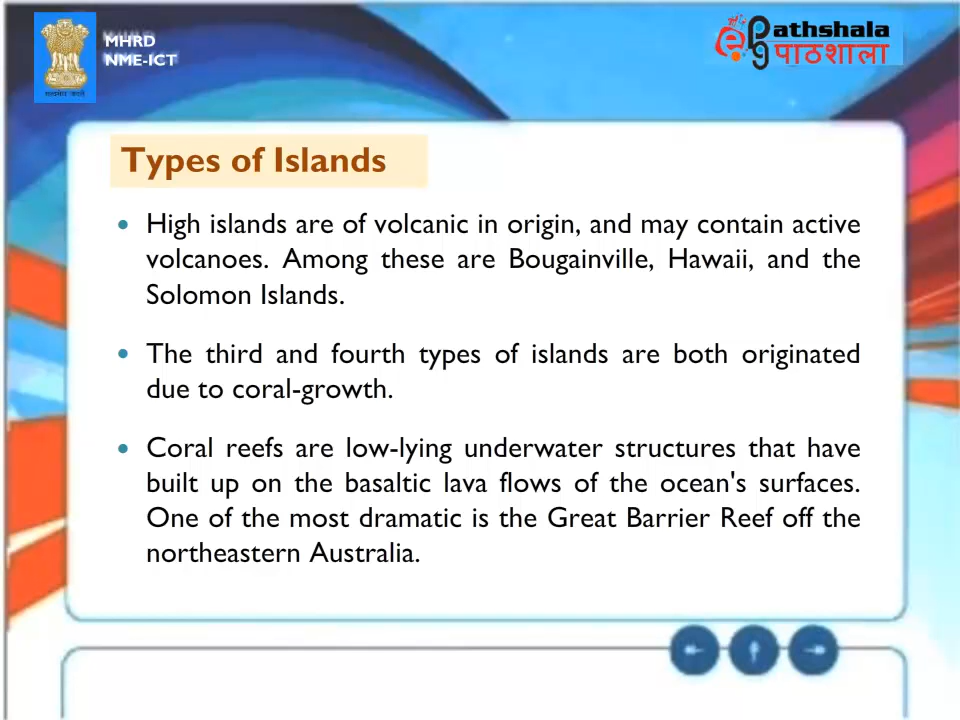 MHRD
NME-ICT
ePathshala
पाठशाला
Types of Islands
• High islands are of volcanic in origin, and may contain active
volcanoes. Among these are Bougainville, Hawaii, and the
Solomon Islands.
• The third and fourth types of islands are both originated
due to coral-growth.
• Coral reefs are low-lying underwater structures that have
built up on the basaltic lava flows of the ocean's surfaces.
One of the most dramatic is the Great Barrier Reef off the
northeastern Australia.